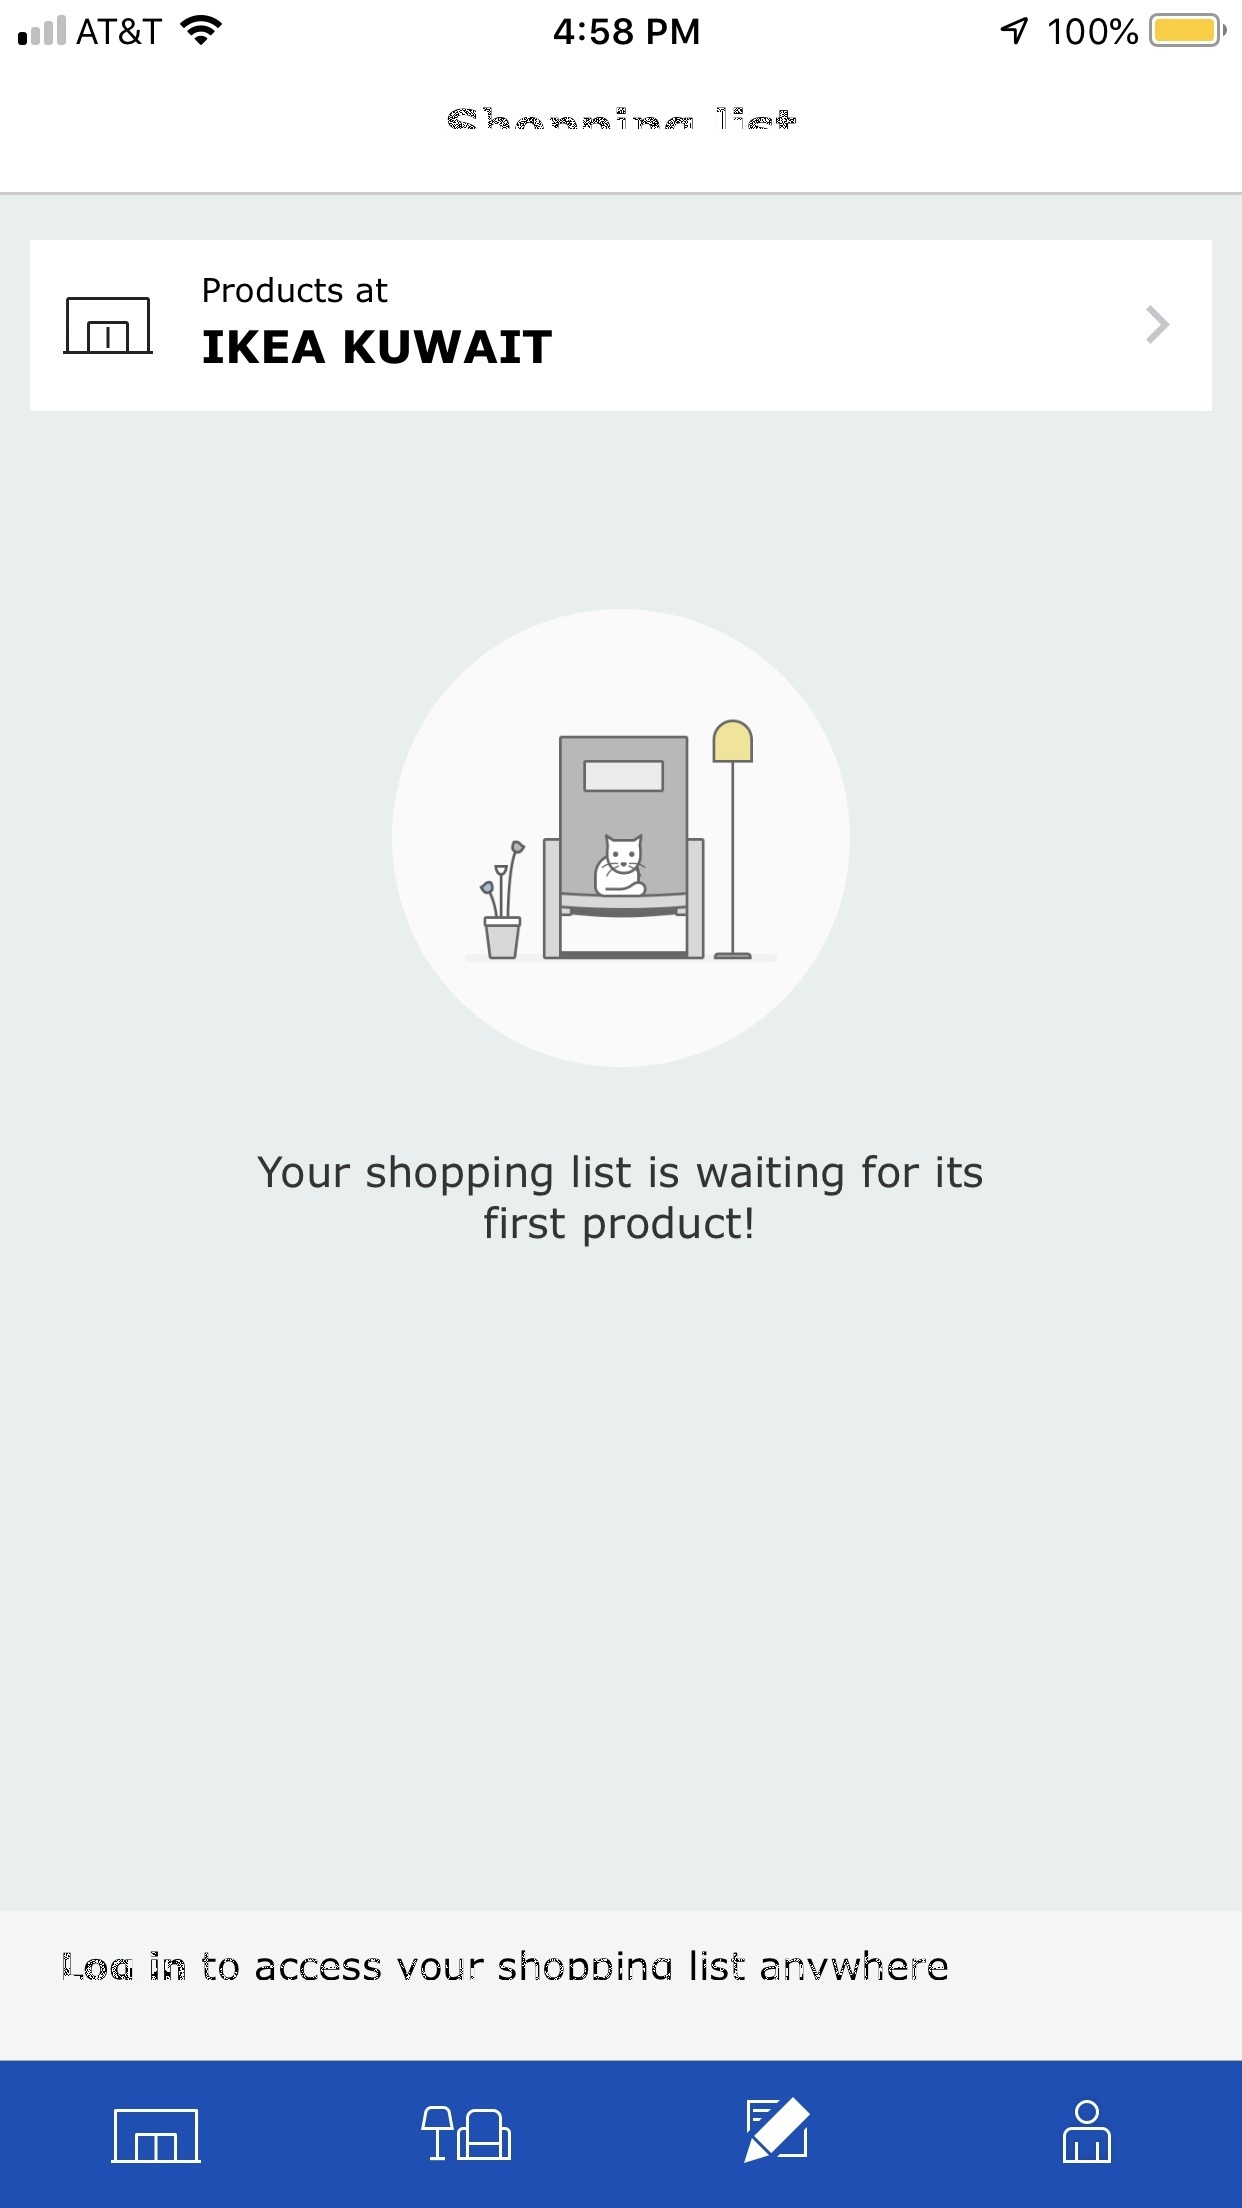 AT&T 4:58 PM 100%
Shopping list
Products at
IKEA KUWAIT
Your shopping list is waiting for its
first product!
Log in to access your shopping list anywhere